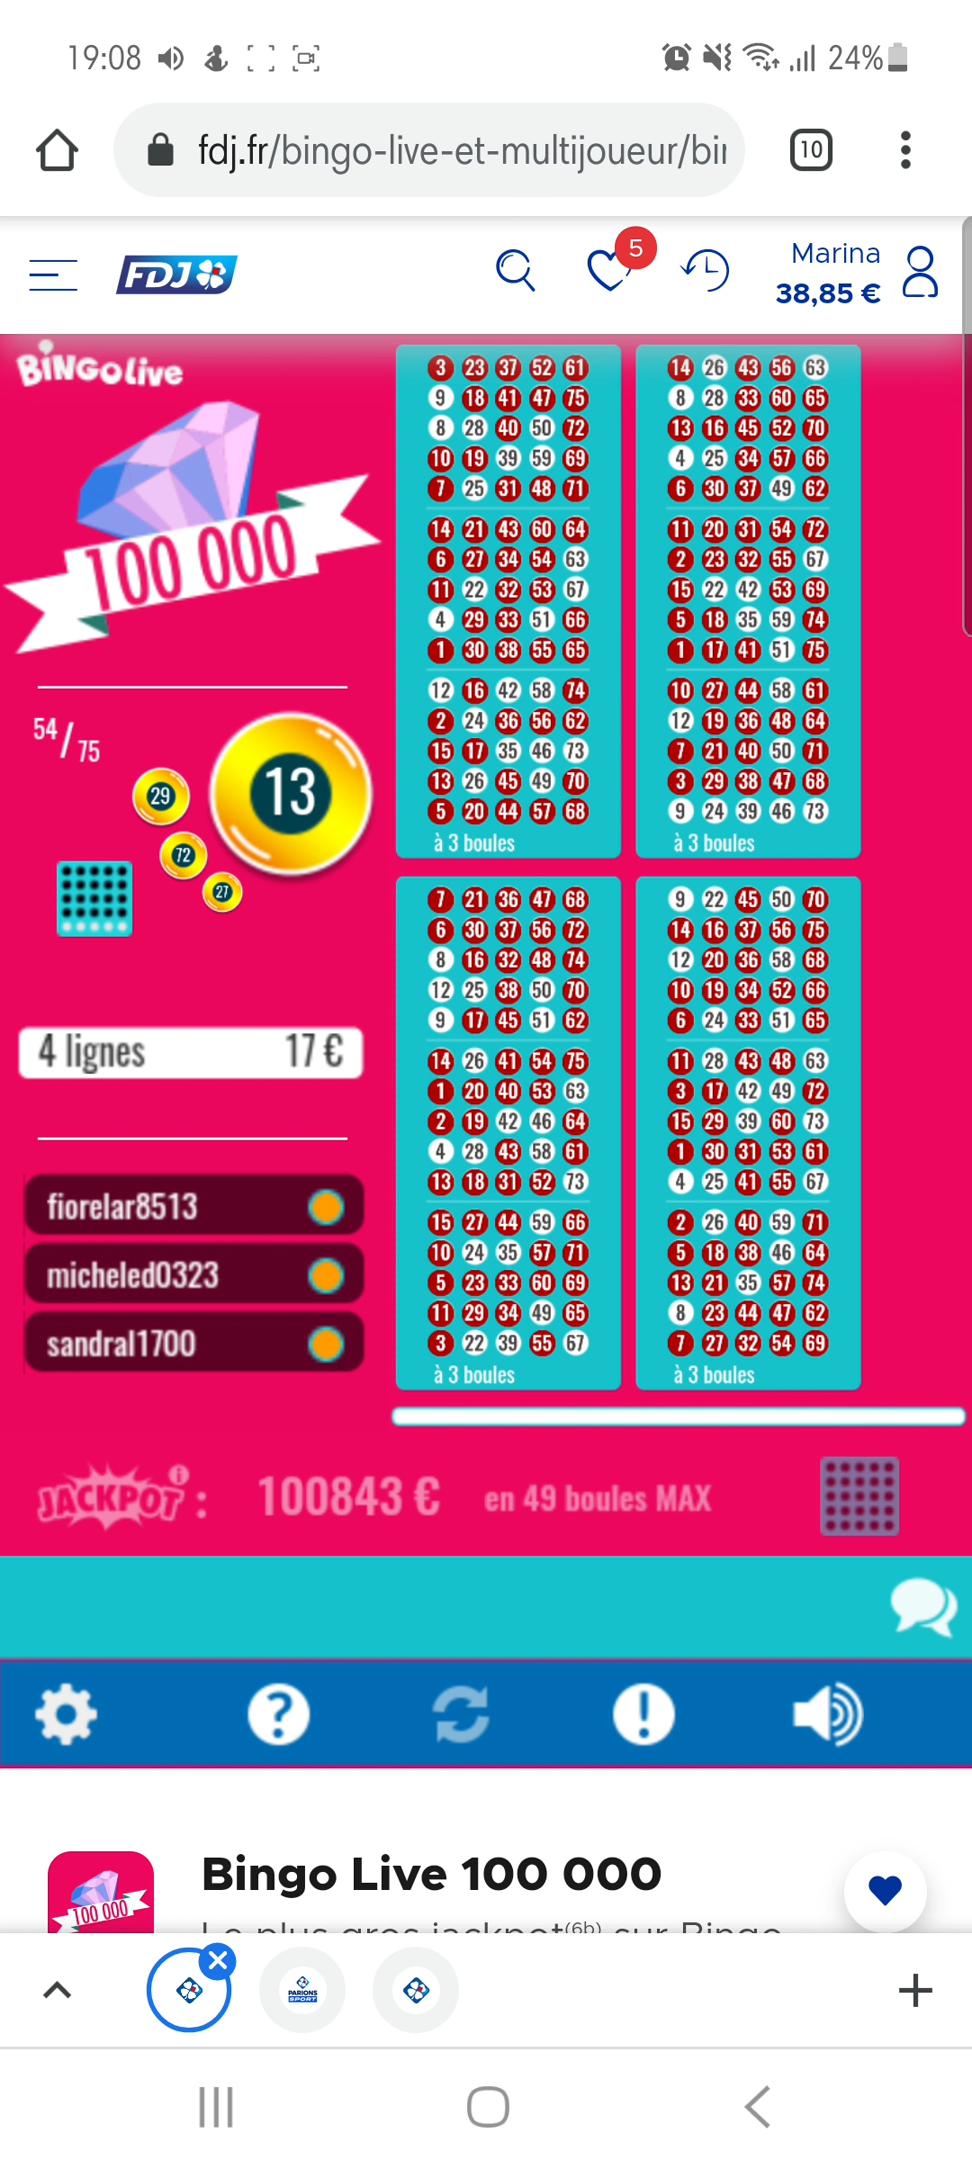 19:08
24%
fdj.fr/bingo-live-et-multijoueur/bin
10
FDJ
5
Marina
38,85 €
BiNGoLive
100 000
54/75
13
29
72
27
4 lignes 17 €
fiorelar8513
micheled0323
sandral1700
3 23 37 52 61
9 18 41 47 75
8 28 40 50 72
10 19 39 59 69
7 25 31 48 71
14 21 43 60 64
6 27 34 54 63
11 22 32 53 67
4 29 33 51 66
1 30 38 55 65
12 16 42 58 74
2 24 36 56 62
15 17 35 46 73
13 26 45 49 70
5 20 44 57 68
à 3 boules
14 26 43 56 63
8 28 33 60 65
13 16 45 52 70
4 25 34 57 66
6 30 37 49 62
11 20 31 54 72
2 23 32 55 67
15 22 42 53 69
5 18 35 59 74
1 17 41 51 75
10 27 44 58 61
12 19 36 48 64
7 21 40 50 71
3 29 38 47 68
9 24 39 46 73
à 3 boules
7 21 36 47 68
6 30 37 56 72
8 16 32 48 74
12 25 38 50 70
9 17 45 51 62
14 26 41 54 75
1 20 40 53 63
2 19 42 46 64
4 28 43 58 61
13 18 31 52 73
15 27 44 59 66
10 24 35 57 71
5 23 33 60 69
11 29 34 49 65
3 22 39 55 67
à 3 boules
9 22 45 50 70
14 16 37 56 75
12 20 36 58 68
10 19 34 52 66
6 24 33 51 65
11 28 43 48 63
3 17 42 49 72
15 29 39 60 73
1 30 31 53 61
4 25 41 55 67
2 26 40 59 71
5 18 38 46 64
13 21 35 57 74
8 23 44 47 62
7 27 32 54 69
à 3 boules
JACKPOT i : 100843 € en 49 boules MAX
?
!
100 000
Bingo Live 100 000
Le plus gros jackpot(6b) sur Bingo
PARIONS
SPORT